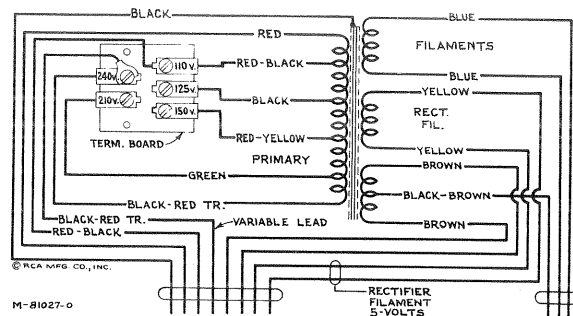 BLACK
BLUE
RED
FILAMENTS
110 V.
RED-BLACK
240 V.
BLUE
125 V.
YELLOW
210 V.
BLACK
150 V.
RECT.
FIL.
RED-YELLOW
TERM. BOARD
YELLOW
PRIMARY
BROWN
GREEN
BLACK-BROWN
BLACK-RED TR.
BLACK-RED TR.
VARIABLE LEAD
BROWN
RED-BLACK
© RCA MFG. CO., INC.
RECTIFIER
FILAMENT
5-VOLTS
M-81027-0